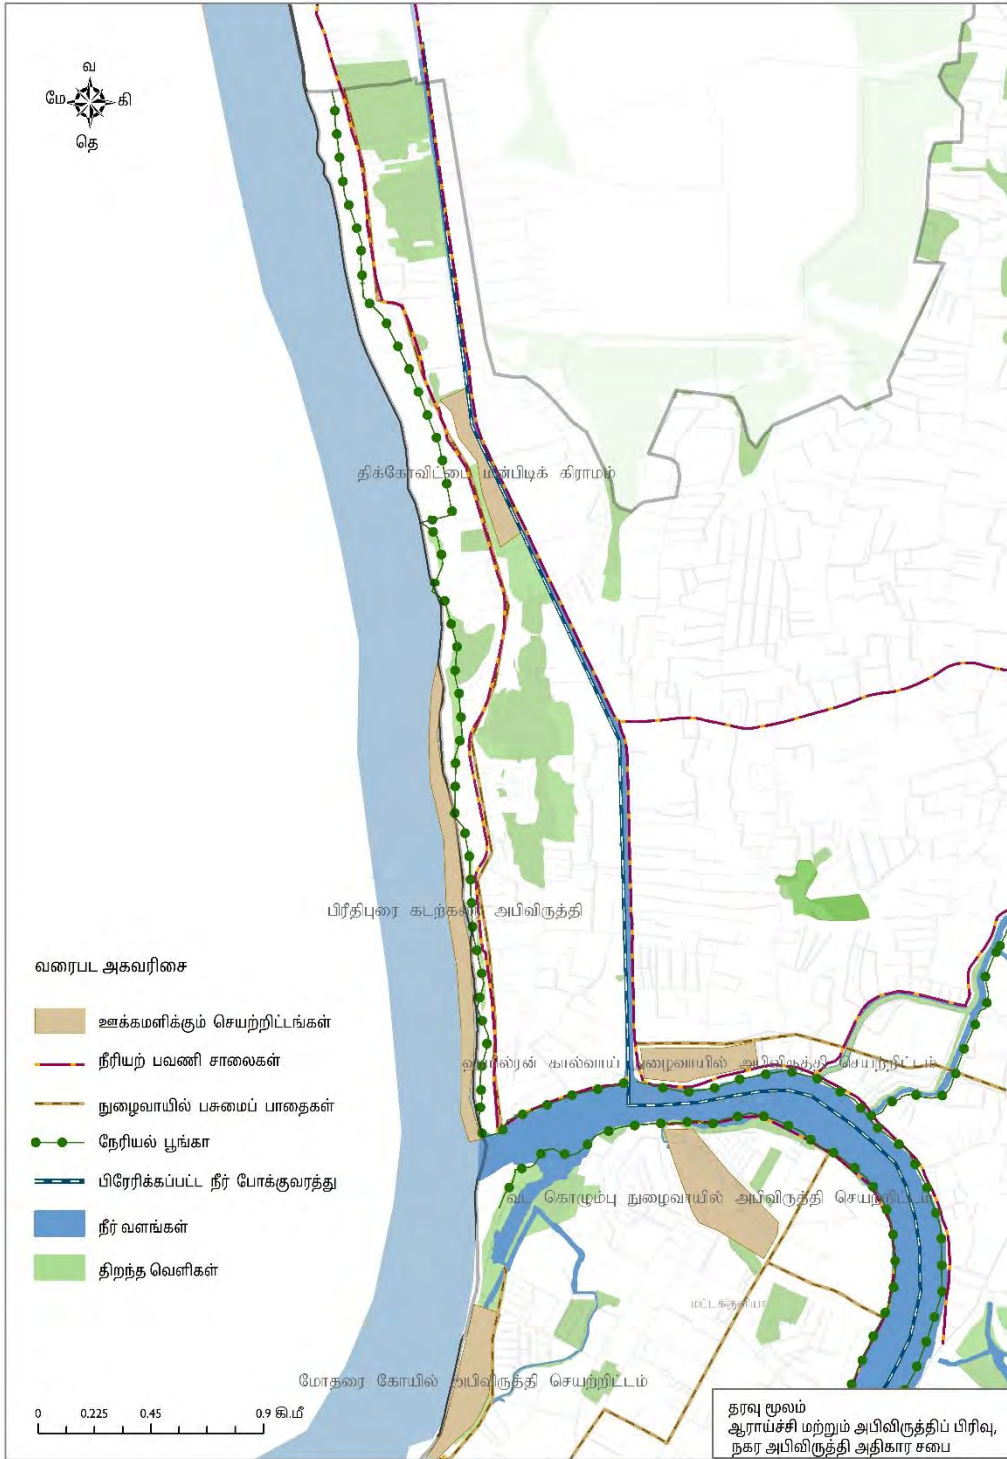 வ
மே கி
தெ
திக்கோவிட்டை மீன்பிடிக் கிராமம்
பிரீதிபுரை கடற்கரை அபிவிருத்தி
வரைபட அகவரிசை
ஊக்கமளிக்கும் செயற்றிட்டங்கள்
நீரியற் பவணி சாலைகள்
நுழைவாயில் பசுமைப் பாதைகள்
நேரியல் பூங்கா
பிரேரிக்கப்பட்ட நீர் போக்குவரத்து
நீர் வளங்கள்
திறந்த வெளிகள்
கால்வாய் நுழைவாயில் அபிவிருத்தி செயற்றிட்டம்
வட கொழும்பு நுழைவாயில் அபிவிருத்தி செயற்றிட்டம்
மட்டக்குளியா
மோதரை கோயில் அபிவிருத்தி செயற்றிட்டம்
0 0.225 0.45 0.9 கி.மீ
தரவு மூலம்
ஆராய்ச்சி மற்றும் அபிவிருத்திப் பிரிவு,
நகர அபிவிருத்தி அதிகார சபை